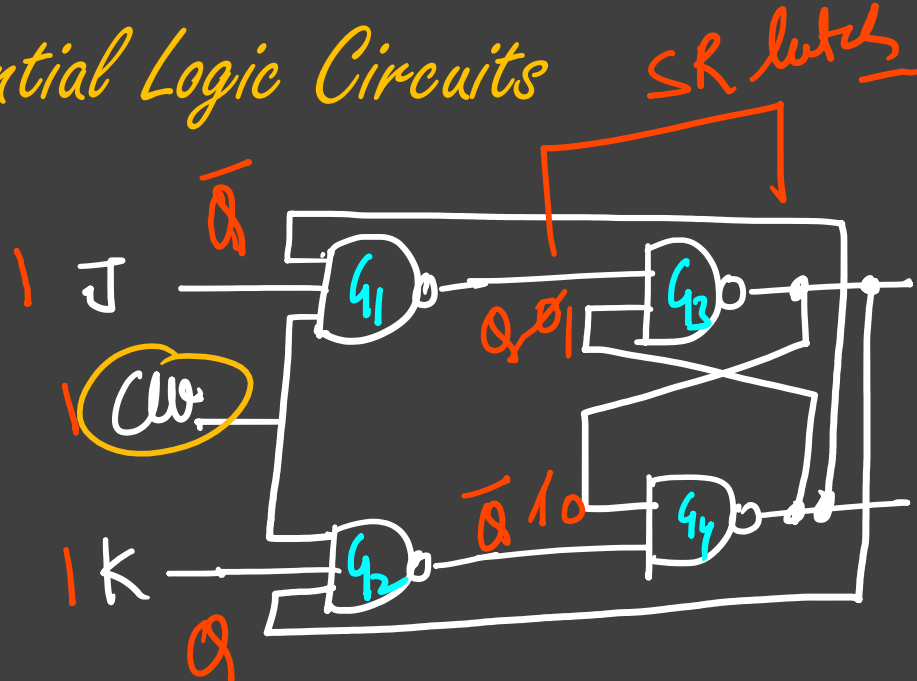 ntial Logic Circuits
SR latch
Q̅
1 J
G1
G3
Q 0 1
1 Clk
Q̅ 1 0
G4
1 K
G2
Q